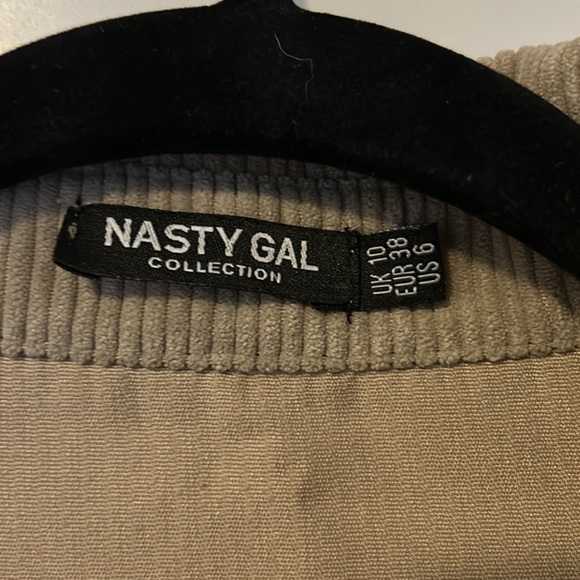 NASTY GAL
COLLECTION
UK 10
EUR 38
US 6